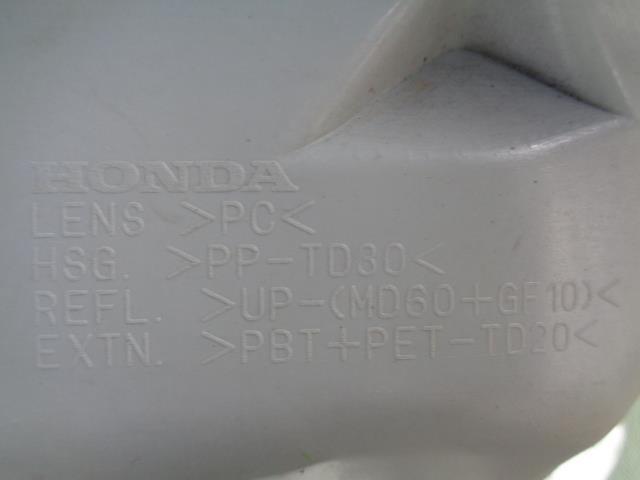 HONDA
LENS >PC<
HSG. >PP-TD30<
REFL. >UP-(MD60+GF10)<
EXTN. >PBT+PET-TD20<